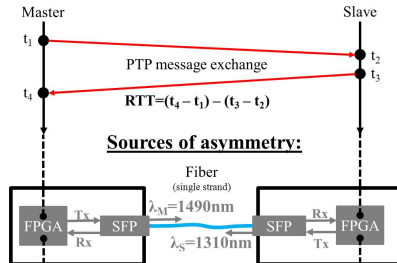 Master
Slave
t1
t2
PTP message exchange
t3
t4
RTT=(t4 – t1) – (t3 – t2)
Sources of asymmetry:
Fiber
(single strand)
λM=1490nm
FPGA
Tx
Rx
SFP
SFP
Rx
Tx
FPGA
λS=1310nm